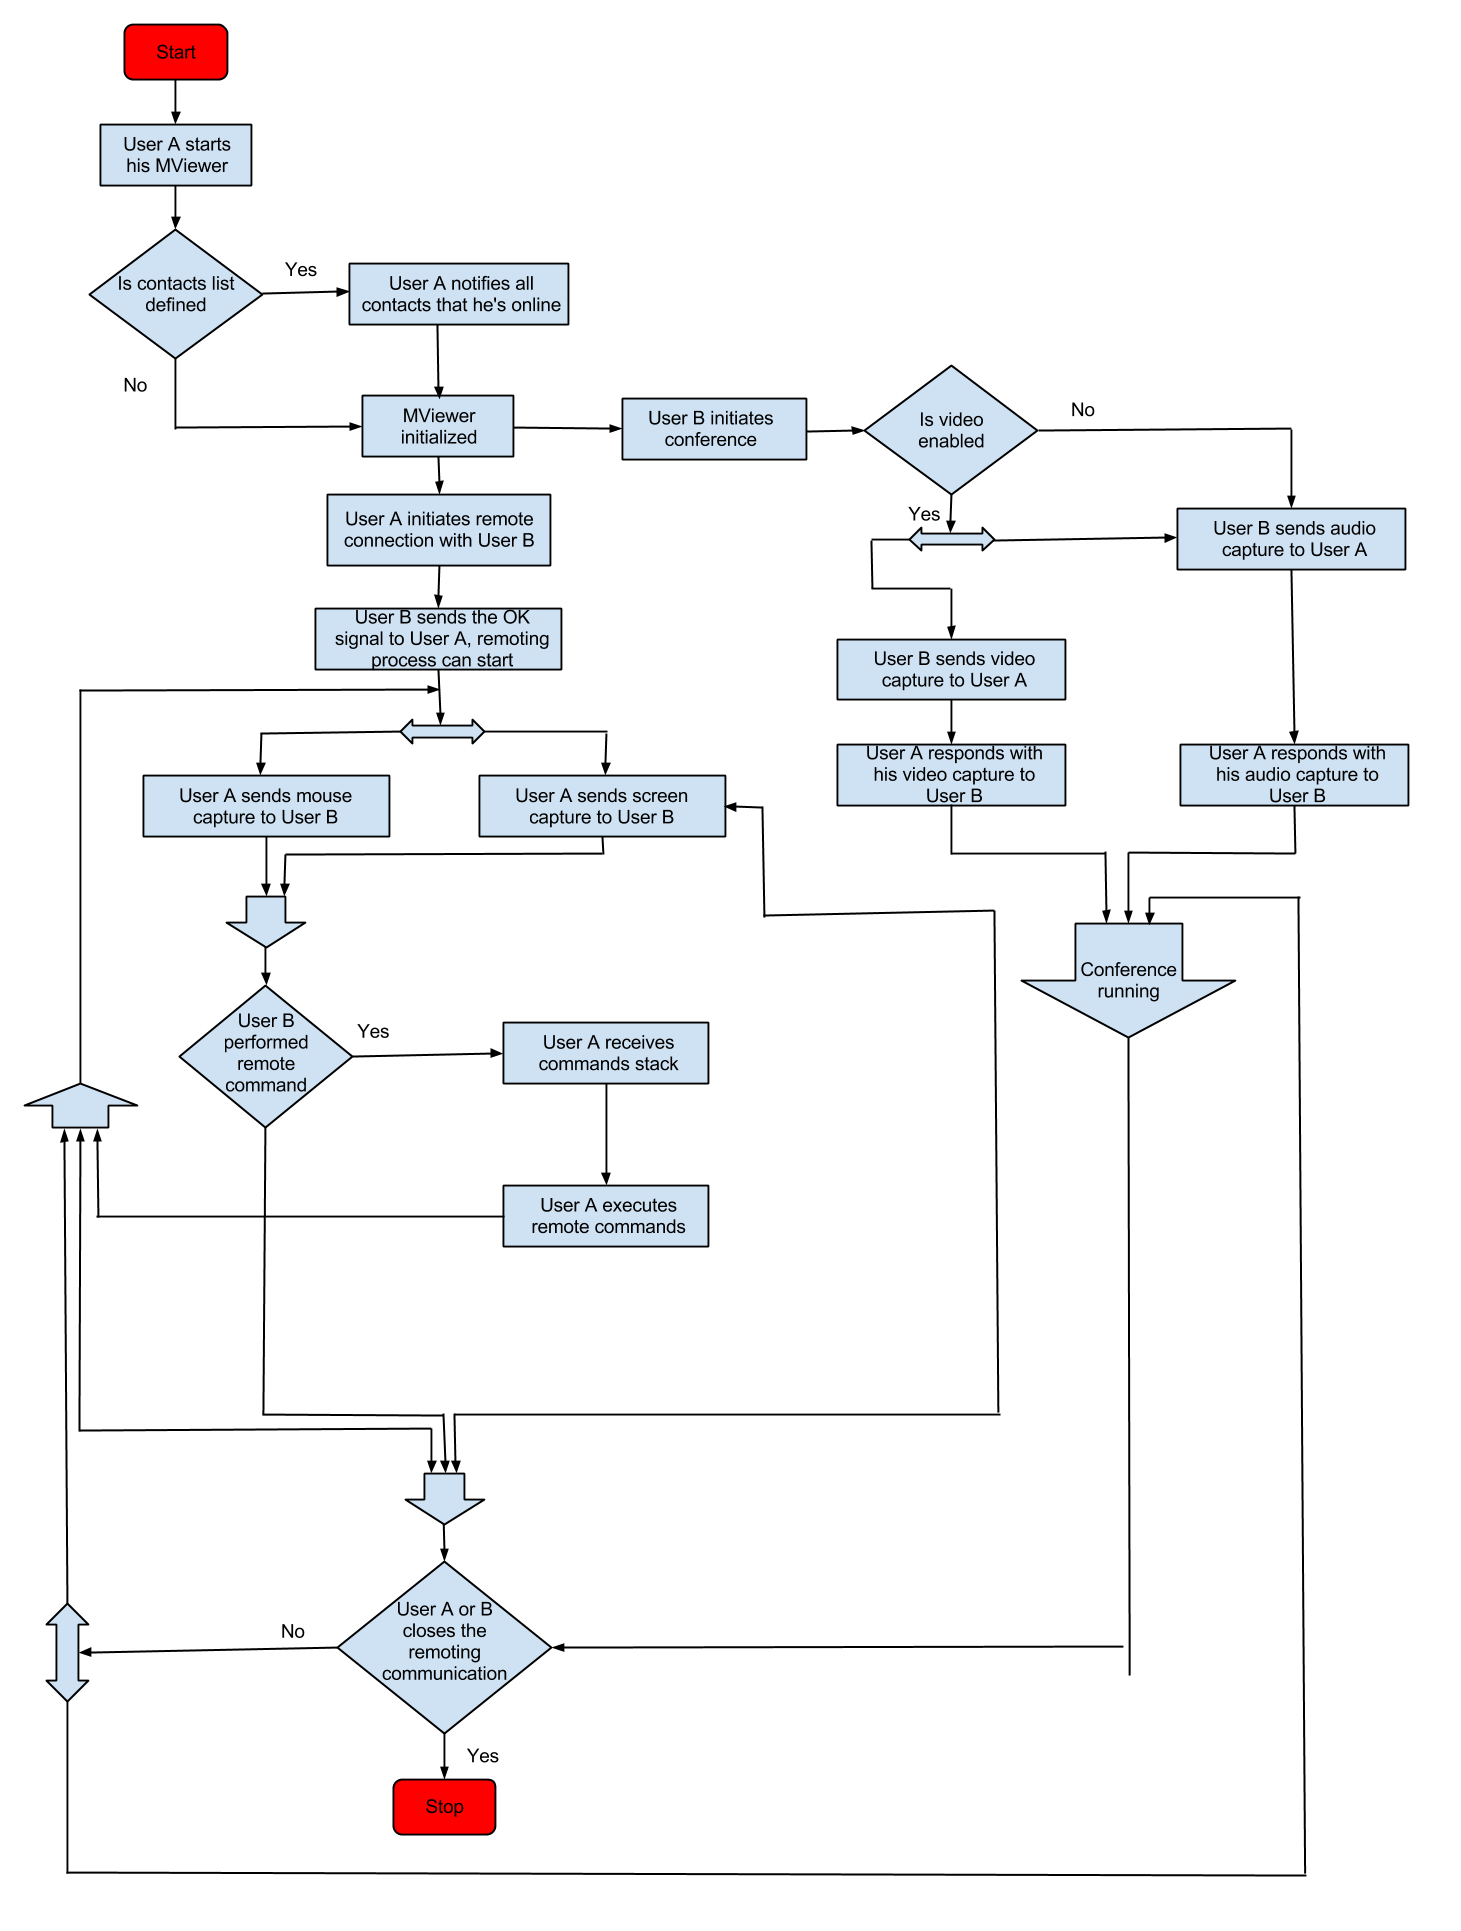 Start
User A starts
his MViewer
Is contacts list
defined
Yes
User A notifies all
contacts that he's online
No
MViewer
initialized
User B initiates
conference
Is video
enabled
No
Yes
User A initiates remote
connection with User B
User B sends audio
capture to User A
User B sends the OK
signal to User A, remoting
process can start
User B sends video
capture to User A
User A responds with
his video capture to
User B
User A responds with
his audio capture to
User B
User A sends mouse
capture to User B
User A sends screen
capture to User B
Conference
running
User B
performed
remote
command
Yes
User A receives
commands stack
User A executes
remote commands
User A or B
closes the
remoting
communication
No
Yes
Stop